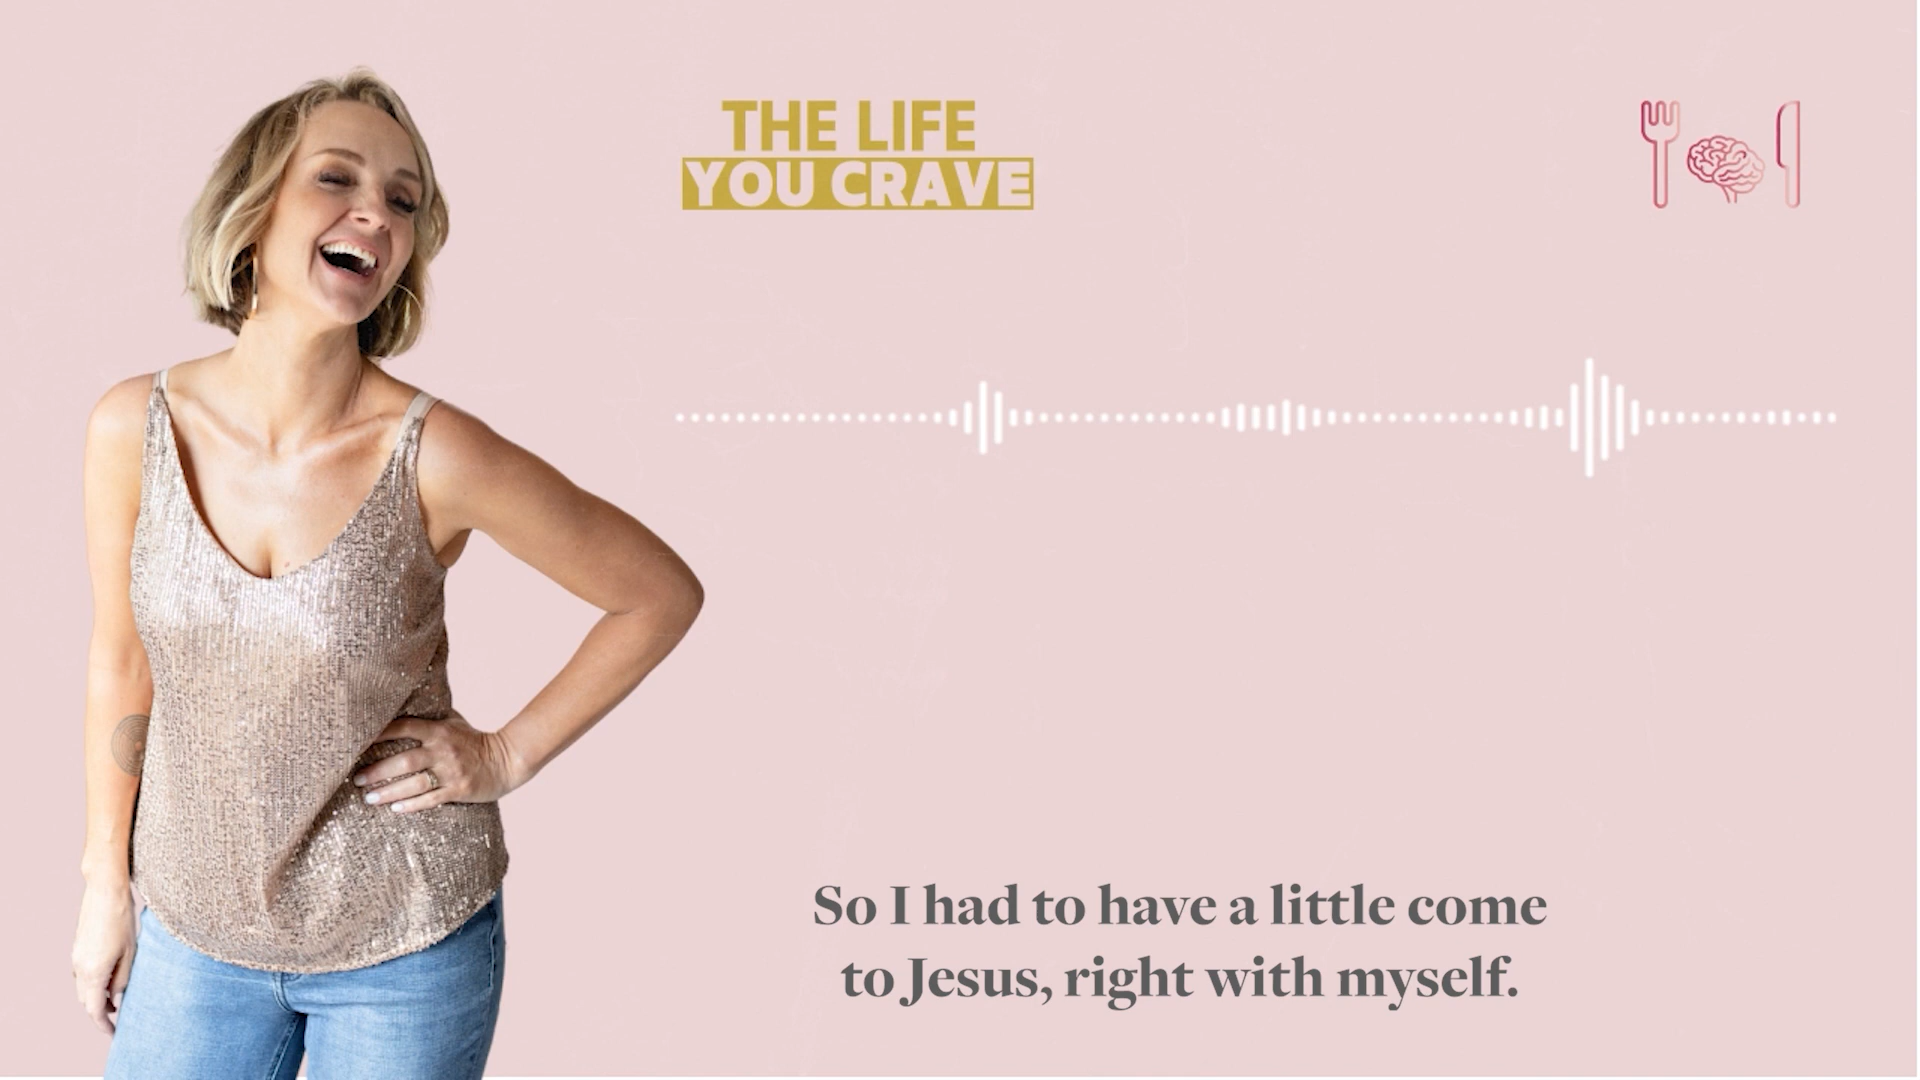 THE LIFE
YOU CRAVE
So I had to have a little come
to Jesus, right with myself.